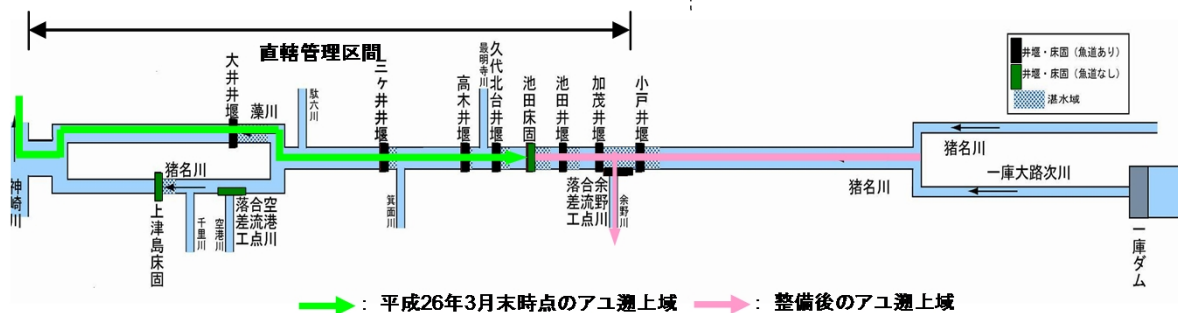 直轄管理区間
井堰・床固（魚道あり）
井堰・床固（魚道なし）
湛水域
大井井堰
藻川
駄六川
三ケ井井堰
高木井堰
最明寺川
久代北台井堰
池田床固
池田井堰
加茂井堰
小戸井堰
猪名川
一庫大路次川
猪名川
一庫ダム
神崎川
猪名川
上津島床固
千里川
空港川
空港川
合流点
落差工
箕面川
余野川
合流点
落差工
余野川
：平成26年3月末時点のアユ遡上域
：整備後のアユ遡上域